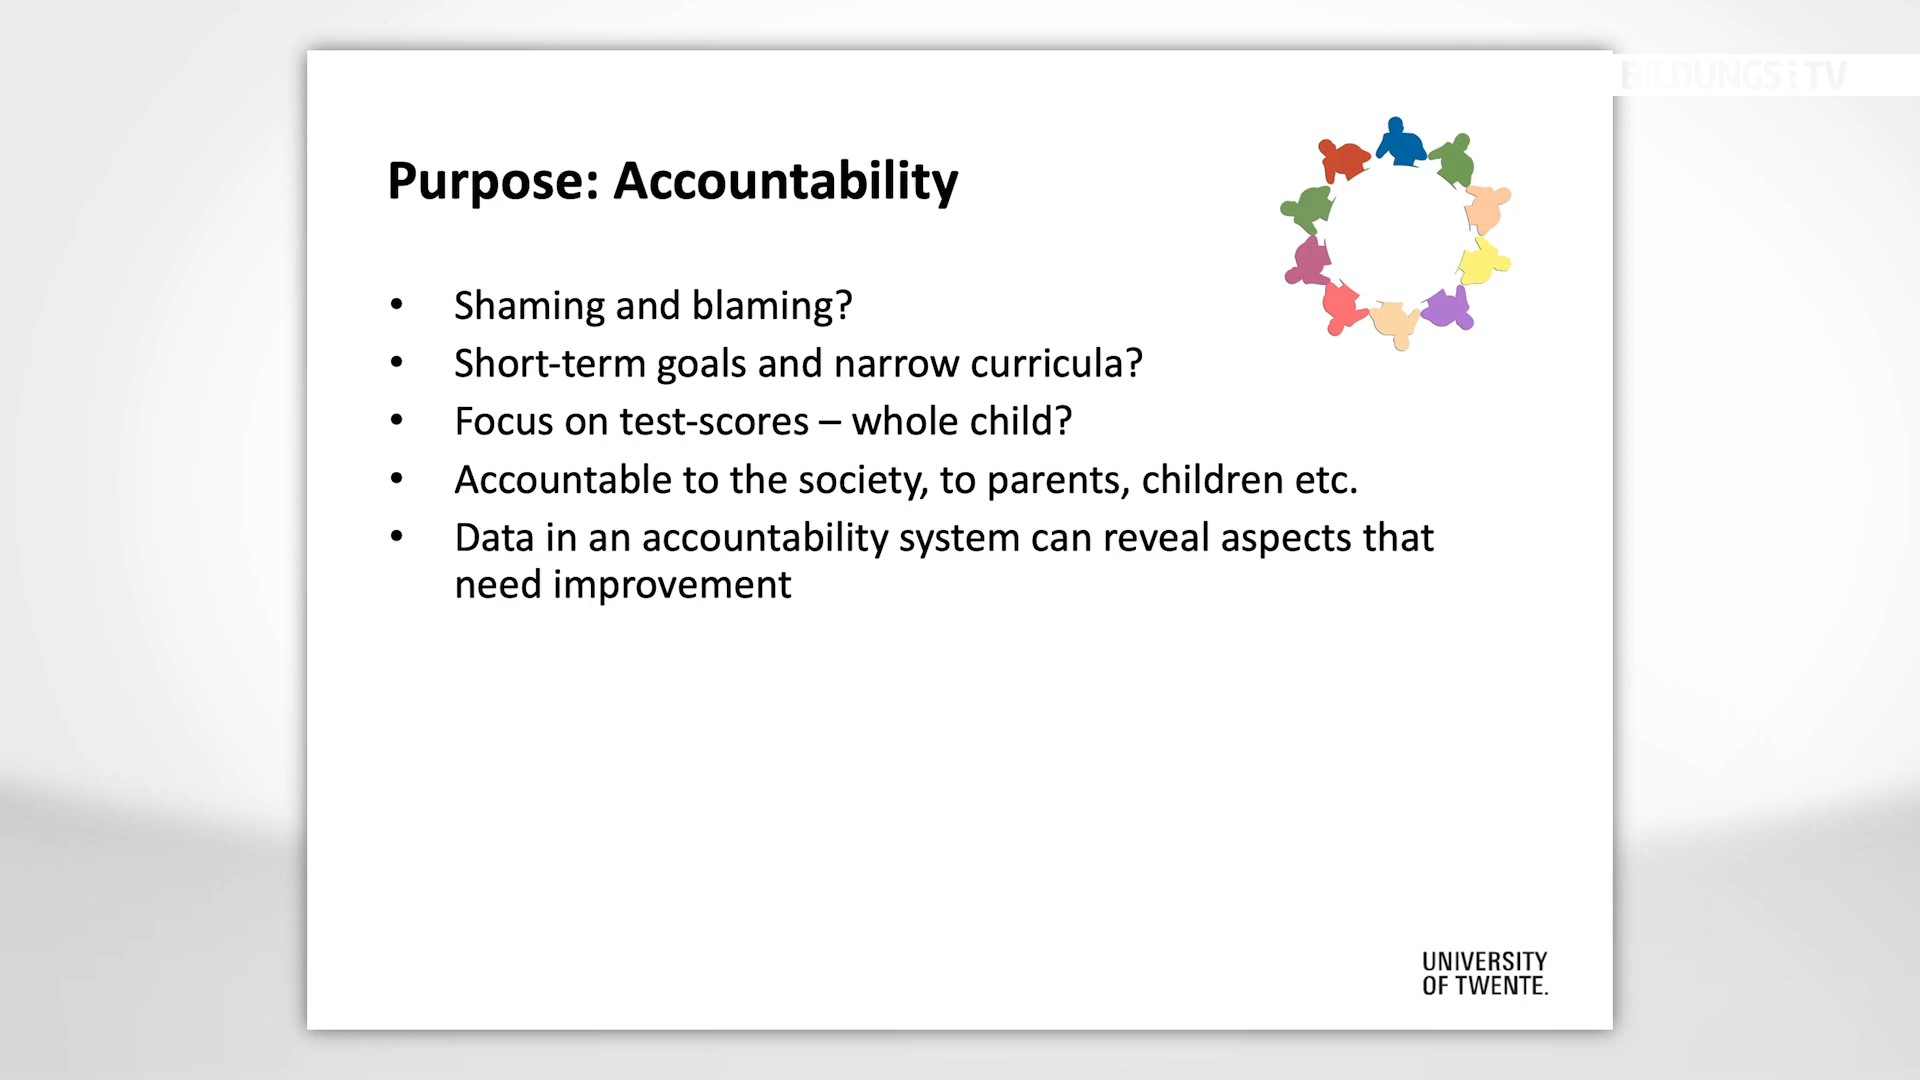 BILDUNGS TV
Purpose: Accountability
• Shaming and blaming?
• Short-term goals and narrow curricula?
• Focus on test-scores – whole child?
• Accountable to the society, to parents, children etc.
• Data in an accountability system can reveal aspects that
need improvement
UNIVERSITY
OF TWENTE.